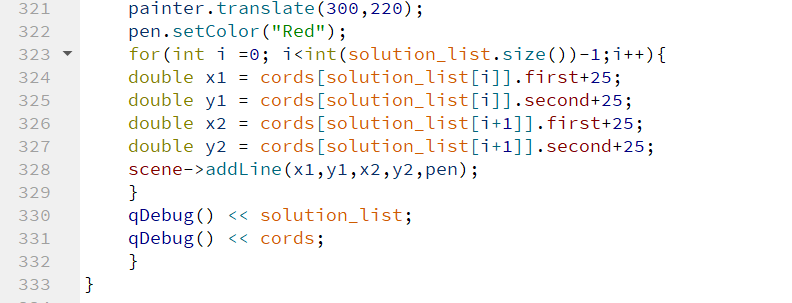 321 painter.translate(300,220);
322 pen.setColor("Red");
323 for(int i =0; i<int(solution_list.size())-1;i++){
324 double x1 = cords[solution_list[i]].first+25;
325 double y1 = cords[solution_list[i]].second+25;
326 double x2 = cords[solution_list[i+1]].first+25;
327 double y2 = cords[solution_list[i+1]].second+25;
328 scene->addLine(x1,y1,x2,y2,pen);
329 }
330 qDebug() << solution_list;
331 qDebug() << cords;
332 }
333 }